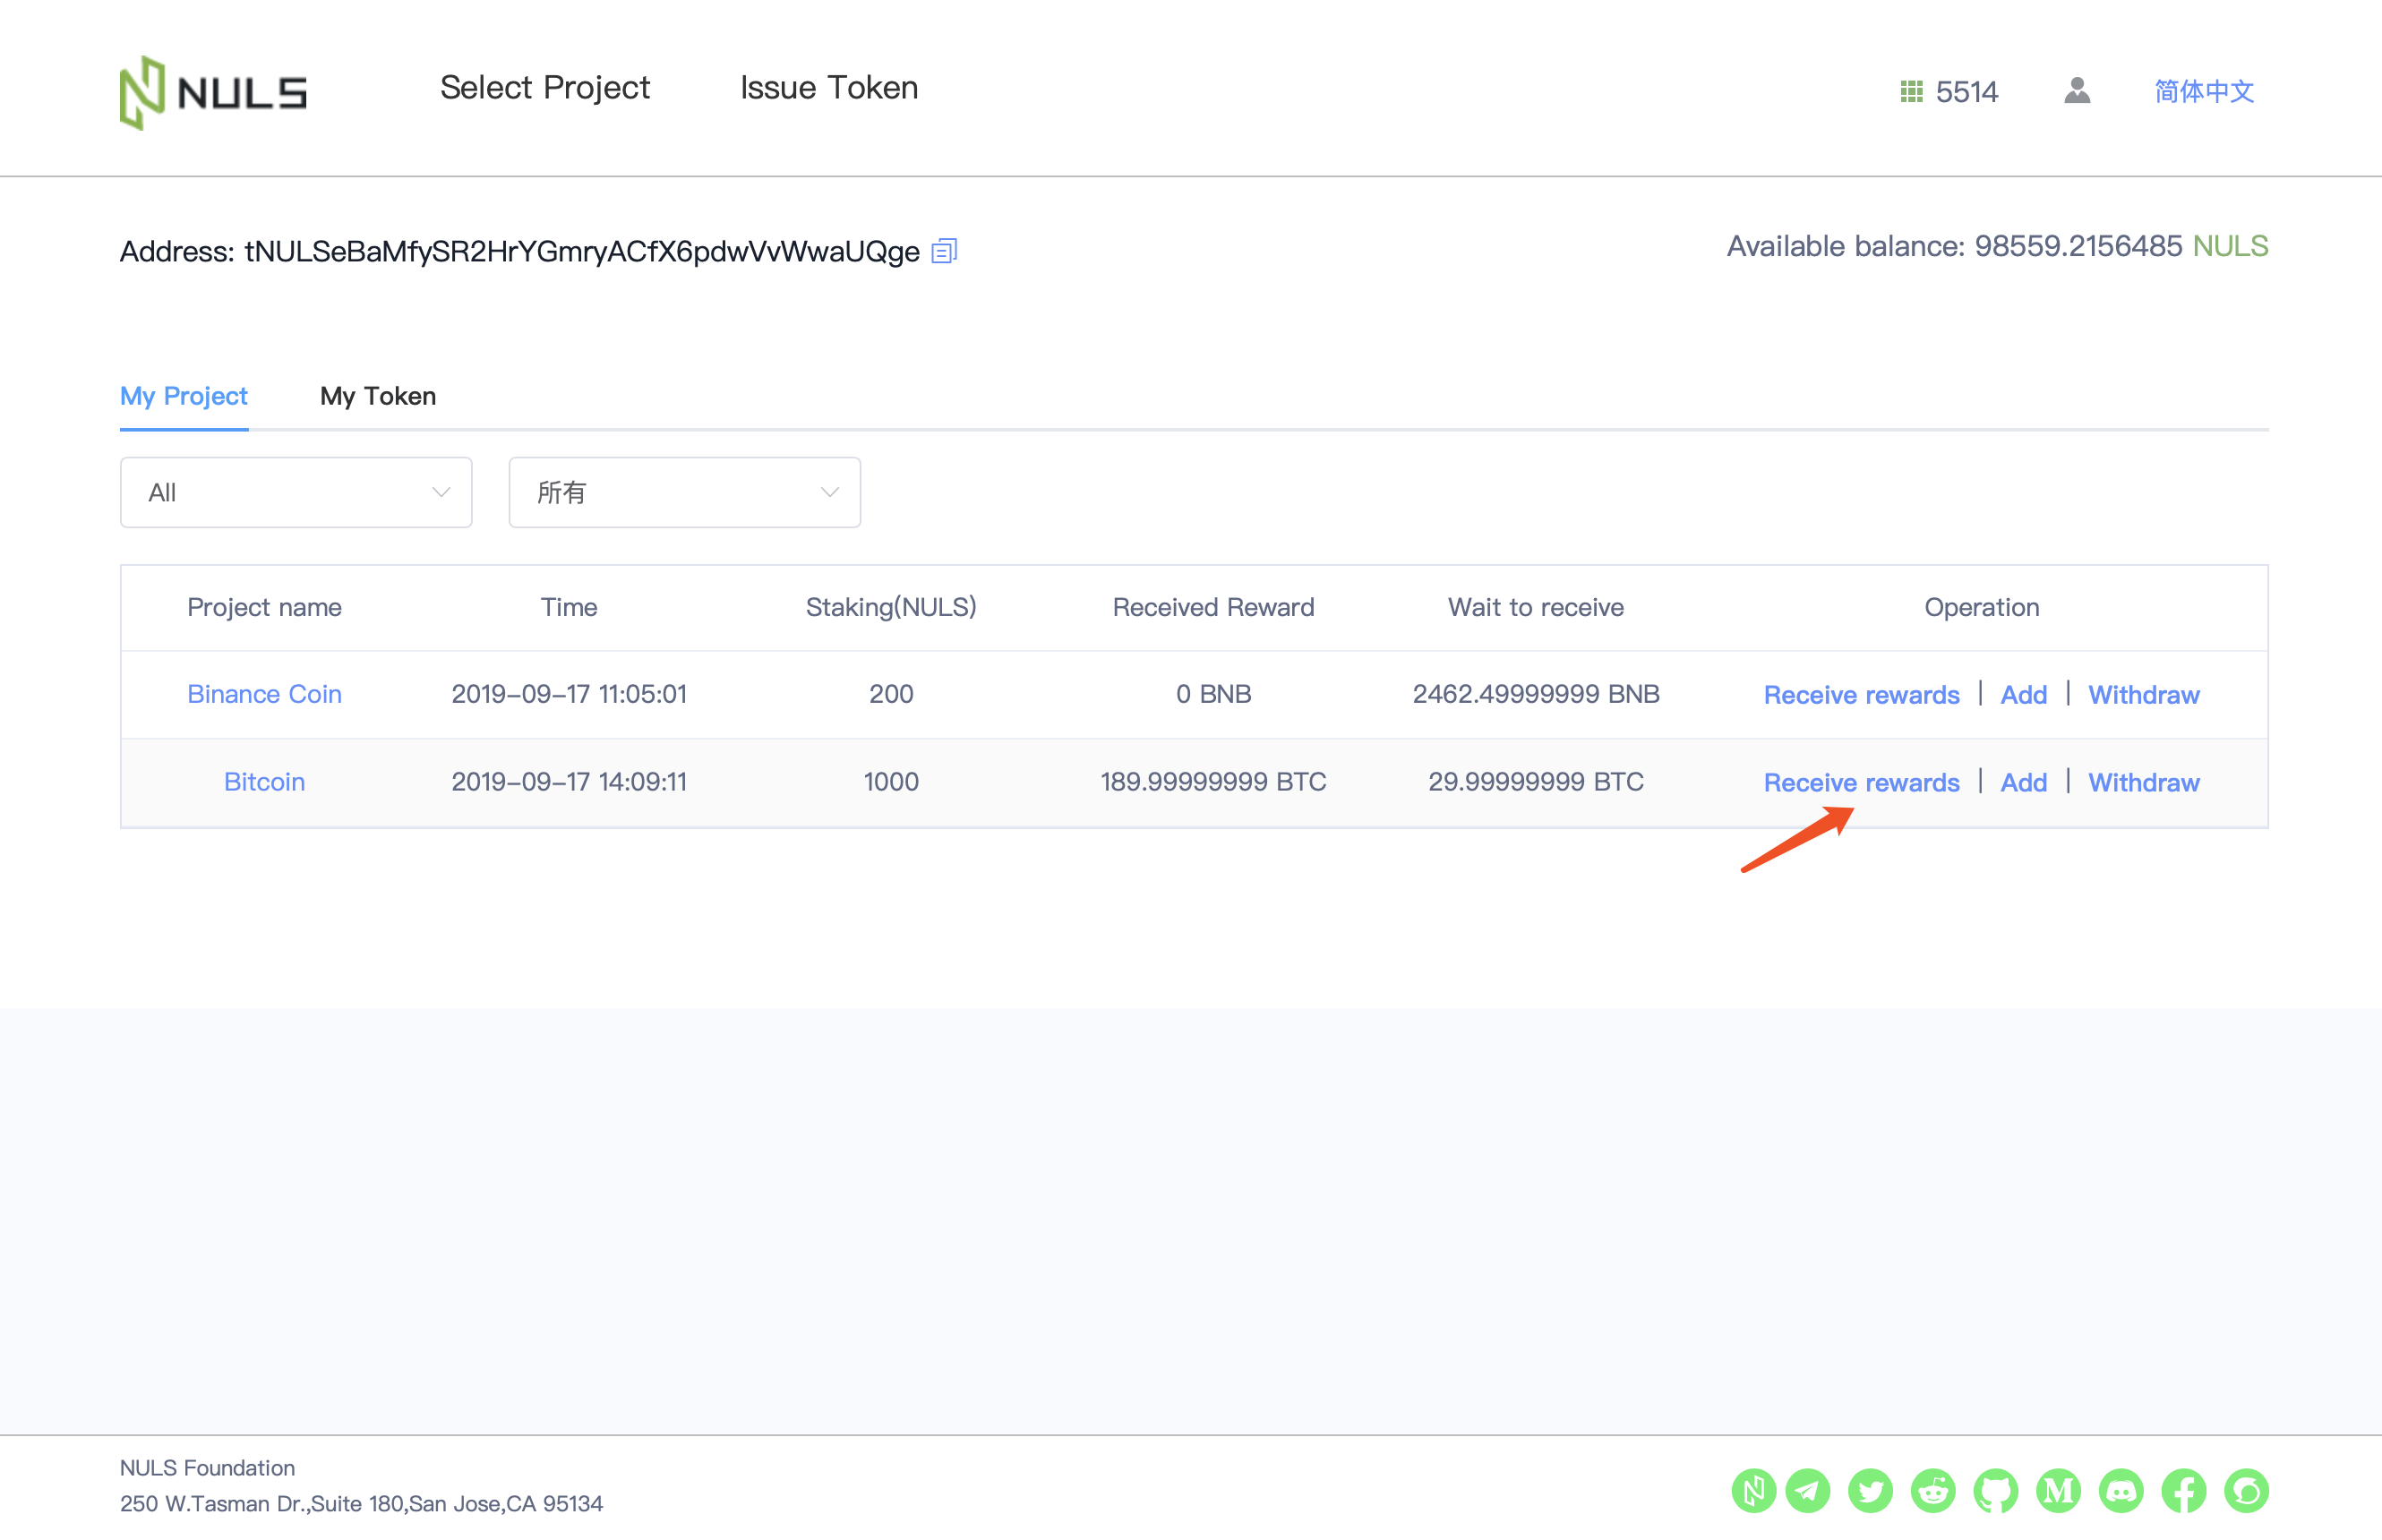 NULS Select Project Issue Token 5514 简体中文
Address: tNULSeBaMfySR2HrYGmryACfX6pdwVvWwaUQge Available balance: 98559.2156485 NULS
My Project My Token
All 所有
Project name Time Staking(NULS) Received Reward Wait to receive Operation
Binance Coin 2019-09-17 11:05:01 200 0 BNB 2462.49999999 BNB Receive rewards | Add | Withdraw
Bitcoin 2019-09-17 14:09:11 1000 189.99999999 BTC 29.99999999 BTC Receive rewards | Add | Withdraw
NULS Foundation
250 W.Tasman Dr.,Suite 180,San Jose,CA 95134